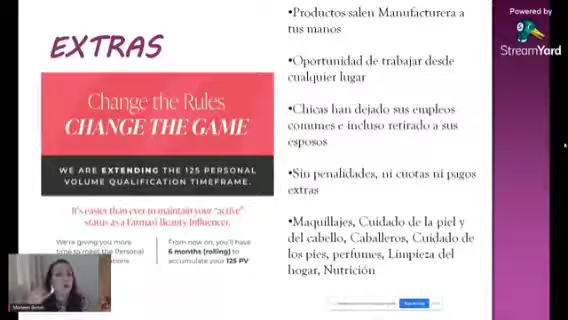 EXTRAS
Change the Rules
CHANGE THE GAME
WE ARE EXTENDING THE 125 PERSONAL
VOLUME QUALIFICATION TIMEFRAME.
It's easier than ever to maintain your "active"
status as a Farmasi Beauty Influencer.
We're giving you more
time to meet the Personal
From now on, you'll have
6 months (rolling) to
accumulate your 125 PV
•Productos salen Manufacturera a
tus manos
•Oportunidad de trabajar desde
cualquier lugar
•Chicas han dejado sus empleos
comunes e incluso retirado a sus
esposos
•Sin penalidades, ni cuotas ni pagos
extras
•Maquillajes, Cuidado de la piel y
del cabello, Caballeros, Cuidado de
los pies, perfumes, Limpieza del
hogar, Nutrición
Powered by
StreamYard